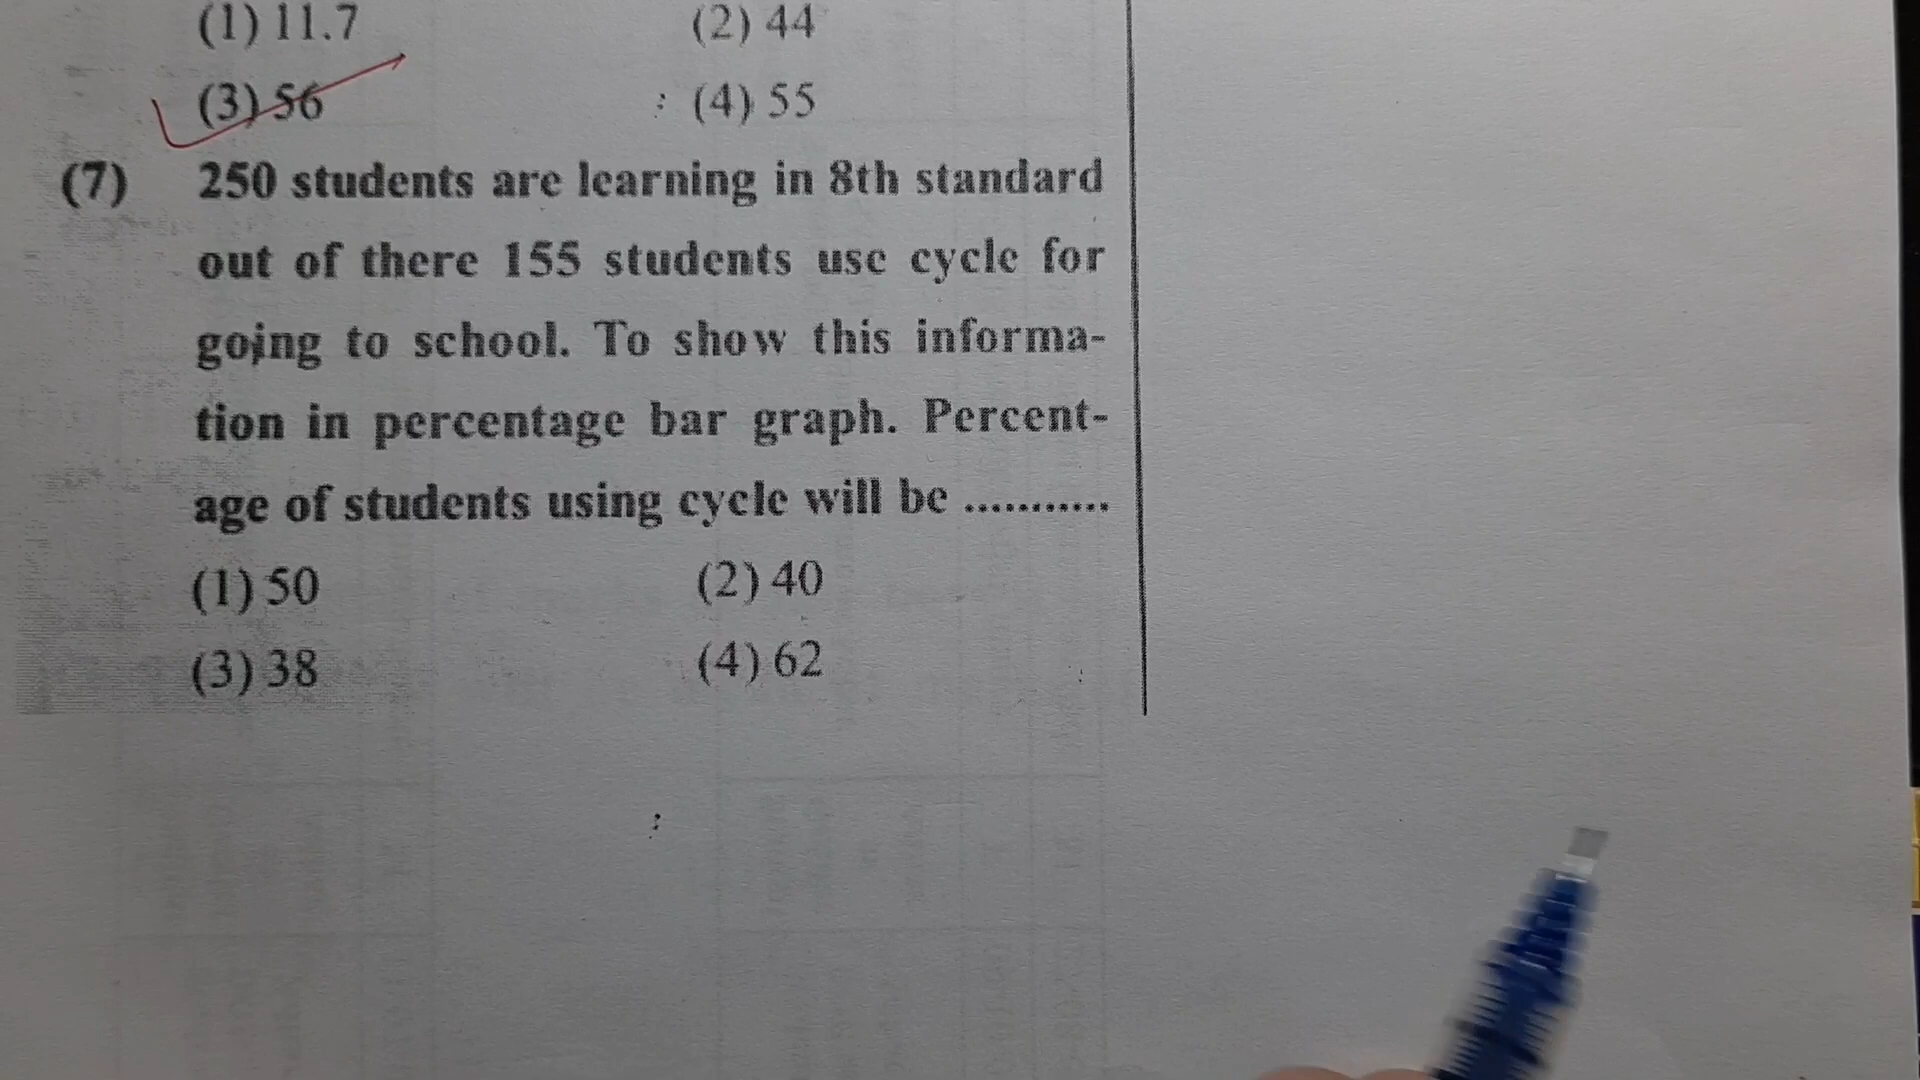 (1) 11.7 (2) 44
(3) 56 (4) 55
(7) 250 students are learning in 8th standard
out of there 155 students use cycle for
going to school. To show this informa-
tion in percentage bar graph. Percent-
age of students using cycle will be ...........
(1) 50 (2) 40
(3) 38 (4) 62